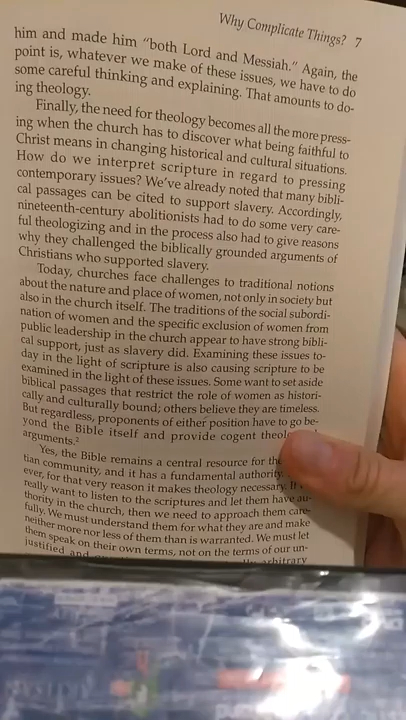 Why Complicate Things? 7
him and made him "both Lord and Messiah." Again, the
point is, whatever we make of these issues, we have to do
some careful thinking and explaining. That amounts to do-
ing theology.
Finally, the need for theology becomes all the more press-
ing when the church has to discover what being faithful to
Christ means in changing historical and cultural situations.
How do we interpret scripture in regard to pressing
contemporary issues? We've already noted that many bibli-
cal passages can be cited to support slavery. Accordingly,
nineteenth-century abolitionists had to do some very care-
ful theologizing and in the process also had to give reasons
why they challenged the biblically grounded arguments of
Christians who supported slavery.
Today, churches face challenges to traditional notions
about the nature and place of women, not only in society but
also in the church itself. The traditions of the social subordi-
nation of women and the specific exclusion of women from
public leadership in the church appear to have strong bibli-
cal support, just as slavery did. Examining these issues to-
day in the light of scripture is also causing scripture to be
examined in the light of these issues. Some want to set aside
biblical passages that restrict the role of women as histori-
cally and culturally bound; others believe they are timeless.
But regardless, proponents of either position have to go be-
yond the Bible itself and provide cogent
arguments.²
Yes, the Bible remains a central resource for the
tian community, and it has a fundamental authority.
ever, for that very reason it makes theology necessary. If
really want to listen to the scriptures and let them have au-
thority in the church, then we need to approach them care-
fully. We must understand them for what they are and make
neither more nor less of them than is warranted. We must let
them speak on their own terms, not on the terms of our un-
justified and
arbitrary